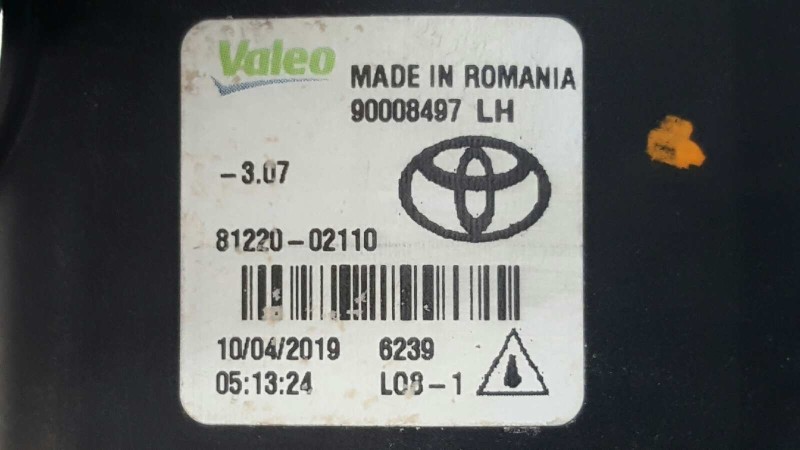 Valeo
MADE IN ROMANIA
90008497 LH
-3.07
81220-02110
10/04/2019 6239
05:13:24 L08-1